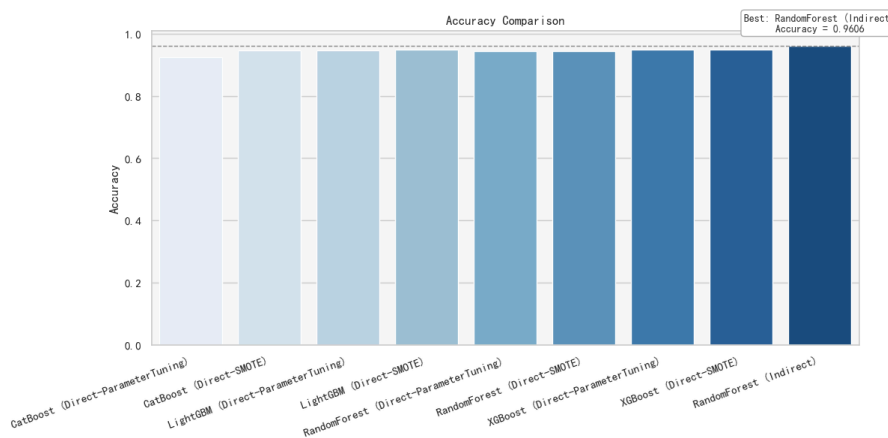 Accuracy Comparison
Best: RandomForest (Indirect
Accuracy = 0.9606
1.0
0.8
0.6
0.4
0.2
0.0
Accuracy
CatBoost (Direct-ParameterTuning)
CatBoost (Direct-SMOTE)
LightGBM (Direct-ParameterTuning)
LightGBM (Direct-SMOTE)
RandomForest (Direct-ParameterTuning)
RandomForest (Direct-SMOTE)
XGBoost (Direct-ParameterTuning)
XGBoost (Direct-SMOTE)
RandomForest (Indirect)